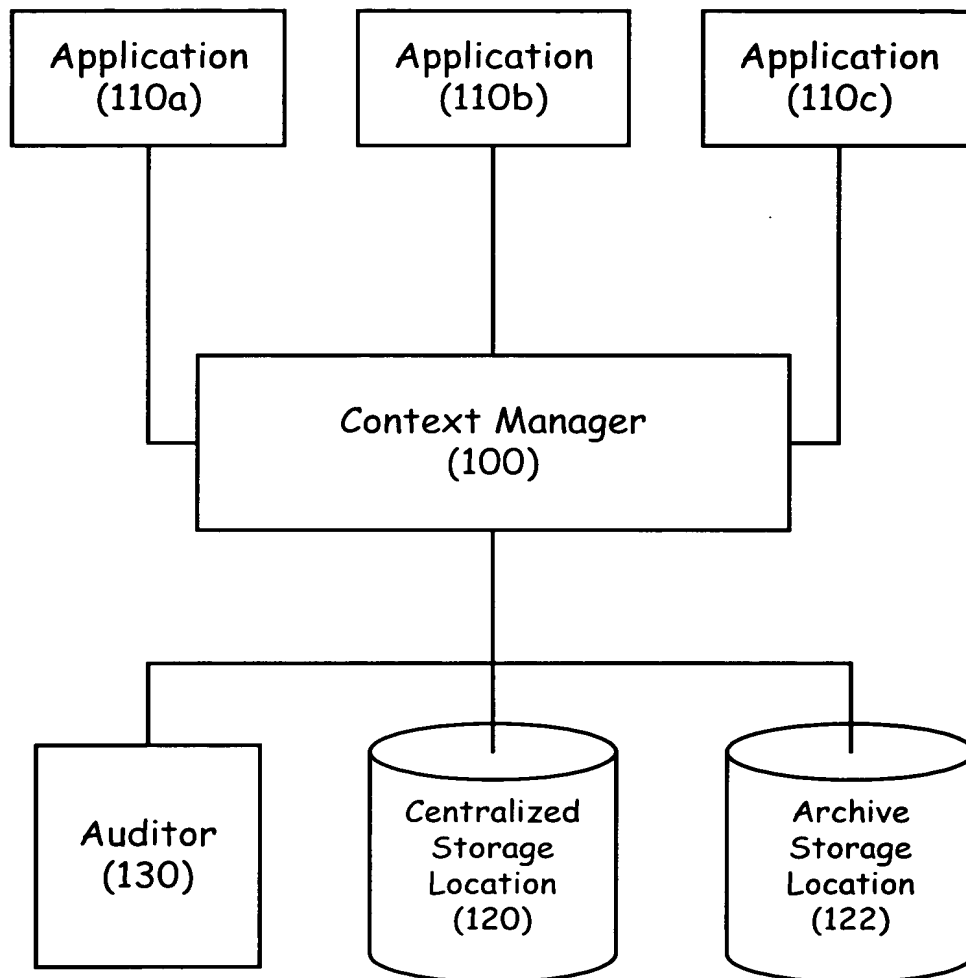 Application
(110a)
Application
(110b)
Application
(110c)
Context Manager
(100)
Auditor
(130)
Centralized
Storage
Location
(120)
Archive
Storage
Location
(122)